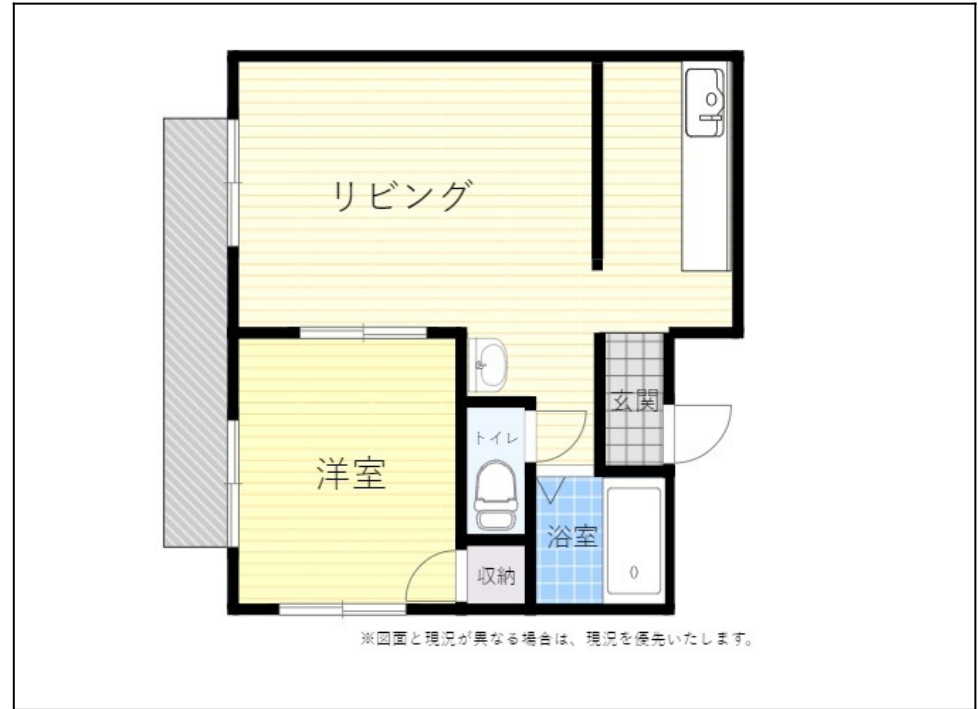 リビング
玄関
トイレ
洋室
浴室
収納
※図面と現況が異なる場合は、現況を優先いたします。